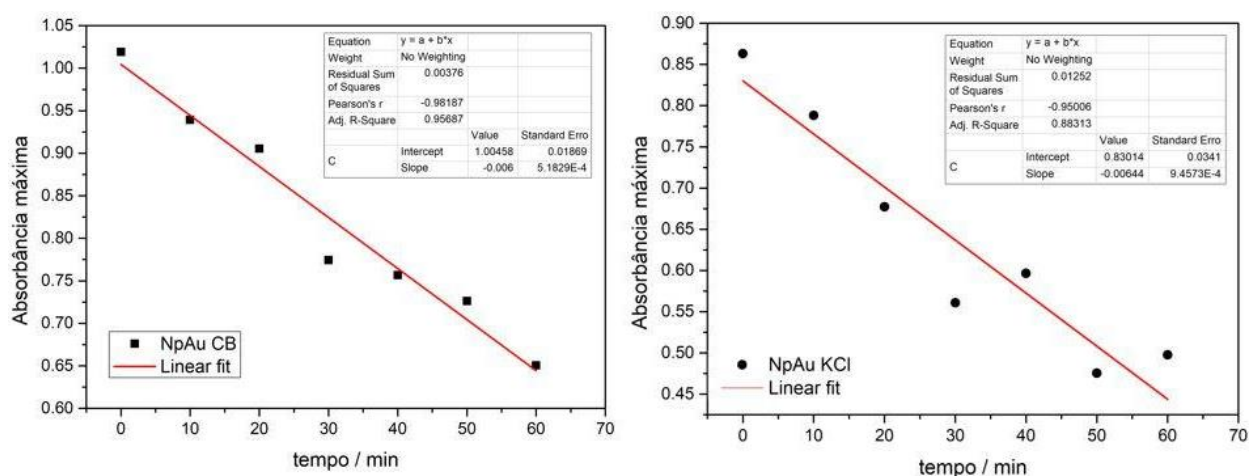 1.05
1.00
0.95
0.90
0.85
0.80
0.75
0.70
0.65
0.60
Absorbância máxima
Equation y = a + b*x
Weight No Weighting
Residual Sum of Squares 0.00376
Pearson's r -0.98187
Adj. R-Square 0.95687
Value Standard Erro
C Intercept 1.00458 0.01869
Slope -0.006 5.1829E-4
NpAu CB
Linear fit
0 10 20 30 40 50 60 70
tempo / min
0.90
0.85
0.80
0.75
0.70
0.65
0.60
0.55
0.50
0.45
Absorbância máxima
Equation y = a + b*x
Weight No Weighting
Residual Sum of Squares 0.01252
Pearson's r -0.95006
Adj. R-Square 0.88313
Value Standard Erro
C Intercept 0.83014 0.0341
Slope -0.00644 9.4573E-4
NpAu KCl
Linear fit
0 10 20 30 40 50 60 70
tempo / min